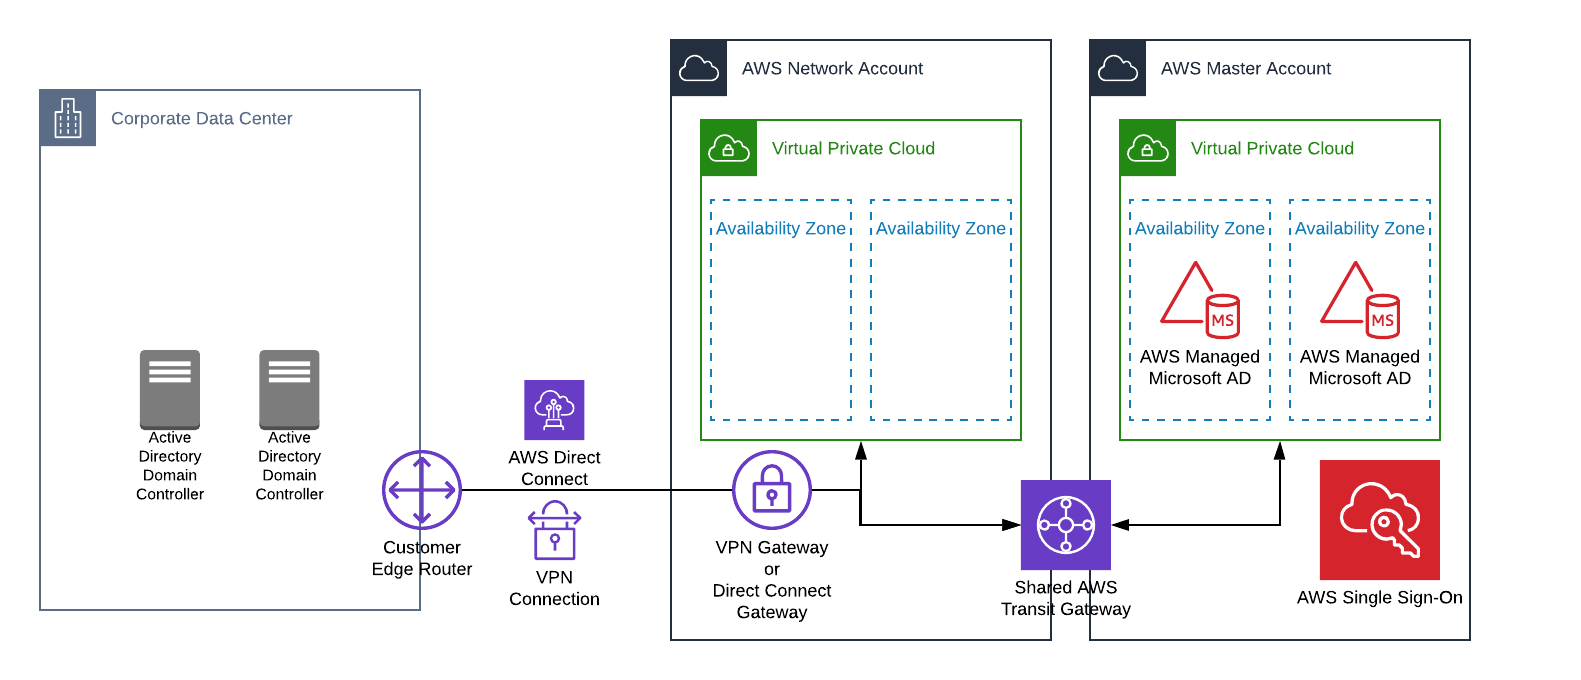 Corporate Data Center
Active
Directory
Domain
Controller
Active
Directory
Domain
Controller
Customer
Edge Router
AWS Direct
Connect
VPN
Connection
AWS Network Account
Virtual Private Cloud
Availability Zone
Availability Zone
VPN Gateway
or
Direct Connect
Gateway
Shared AWS
Transit Gateway
AWS Master Account
Virtual Private Cloud
Availability Zone
MS
AWS Managed
Microsoft AD
Availability Zone
MS
AWS Managed
Microsoft AD
AWS Single Sign-On